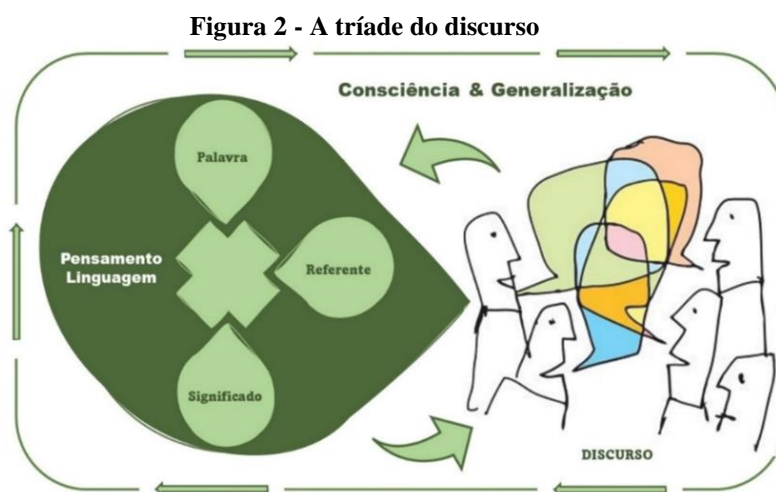 Figura 2 - A tríade do discurso
Consciência & Generalização
Palavra
Pensamento
Linguagem
Referente
Significado
DISCURSO